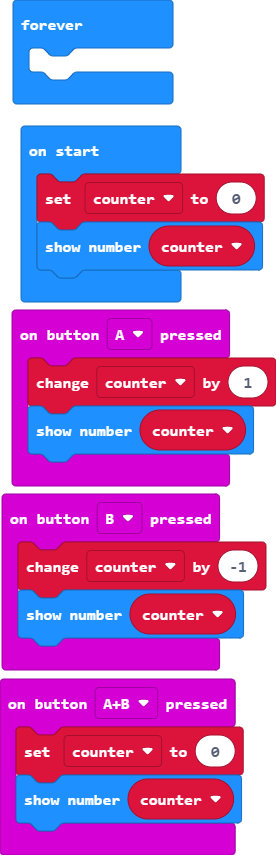 forever
on start
set counter to 0
show number counter
on button A pressed
change counter by 1
show number counter
on button B pressed
change counter by -1
show number counter
on button A+B pressed
set counter to 0
show number counter